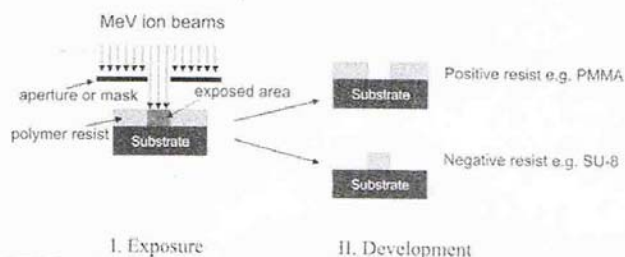 MeV ion beams
aperture or mask
exposed area
polymer resist
Substrate
Positive resist e.g. PMMA
Substrate
Negative resist e.g. SU-8
Substrate
I. Exposure
II. Development